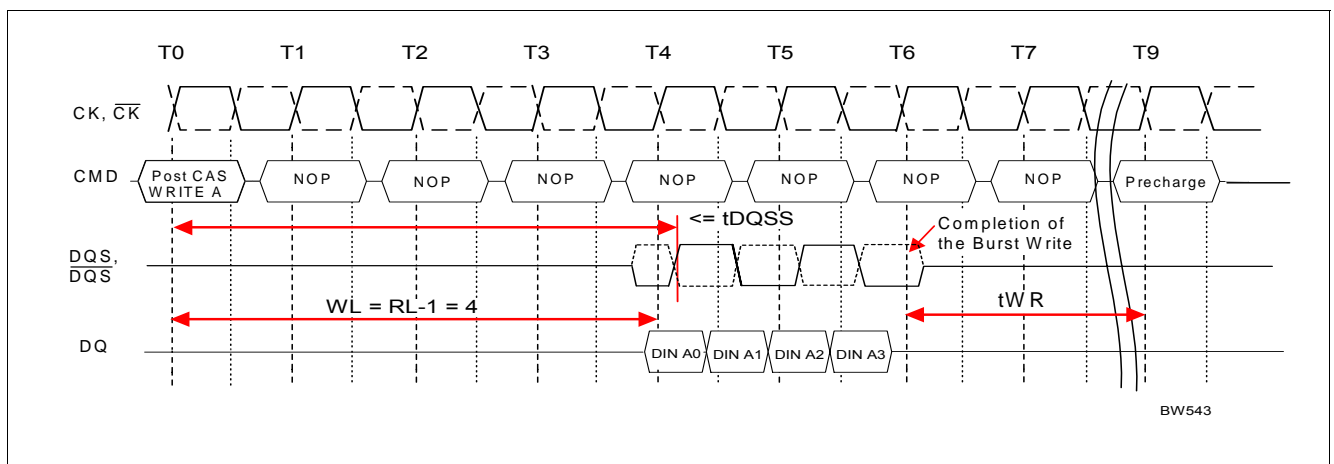 T0 T1 T2 T3 T4 T5 T6 T7 T9
CK, CK
CMD Post CAS WRITE A NOP NOP NOP NOP NOP NOP NOP Precharge
<= tDQSS
Completion of
the Burst Write
DQS,
DQS
WL = RL-1 = 4
tWR
DQ DIN A0 DIN A1 DIN A2 DIN A3
BW543